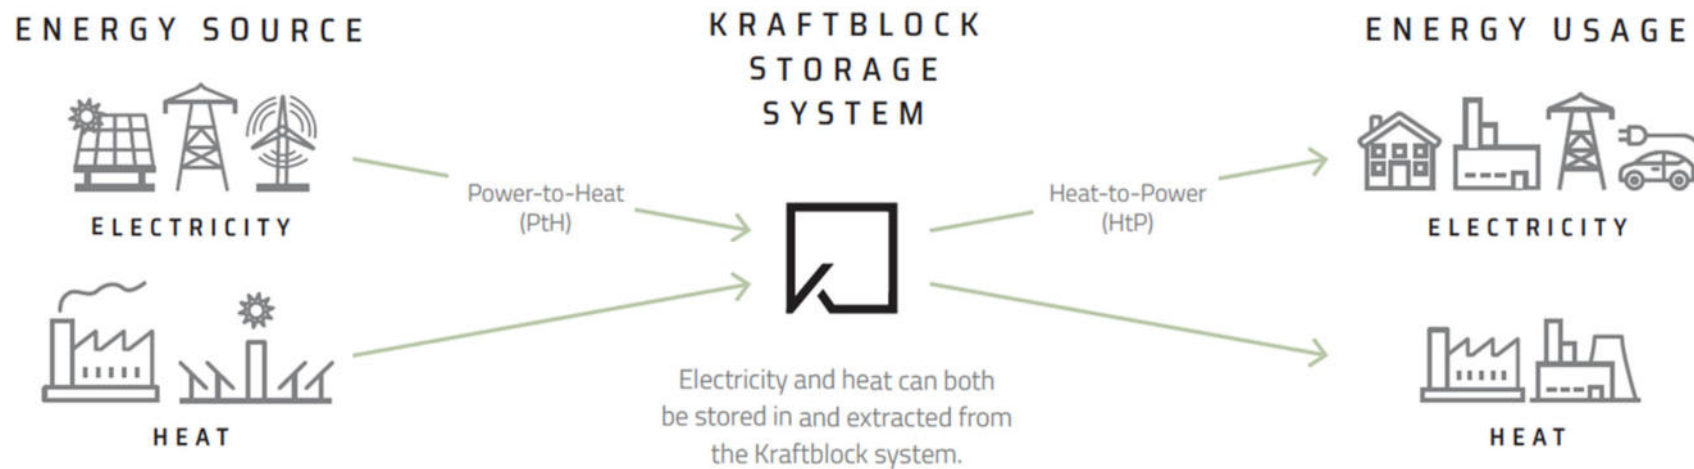 ENERGY SOURCE
KRAFTBLOCK
STORAGE
SYSTEM
ENERGY USAGE
Power-to-Heat
(PtH)
Heat-to-Power
(HtP)
ELECTRICITY
ELECTRICITY
Electricity and heat can both
be stored in and extracted from
the Kraftblock system.
HEAT
HEAT